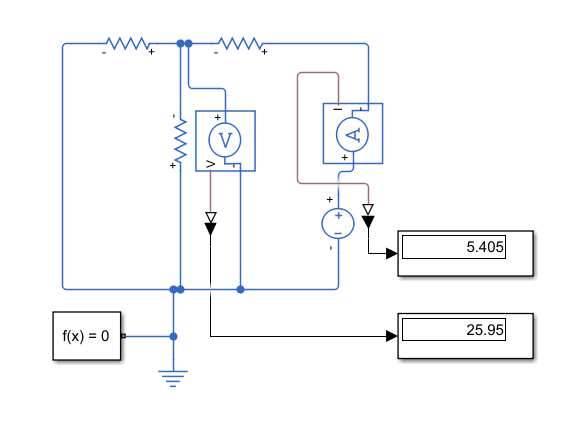 - + - +
- + V V -
I - A +
+
+ -
-
+
5.405
25.95
f(x) = 0